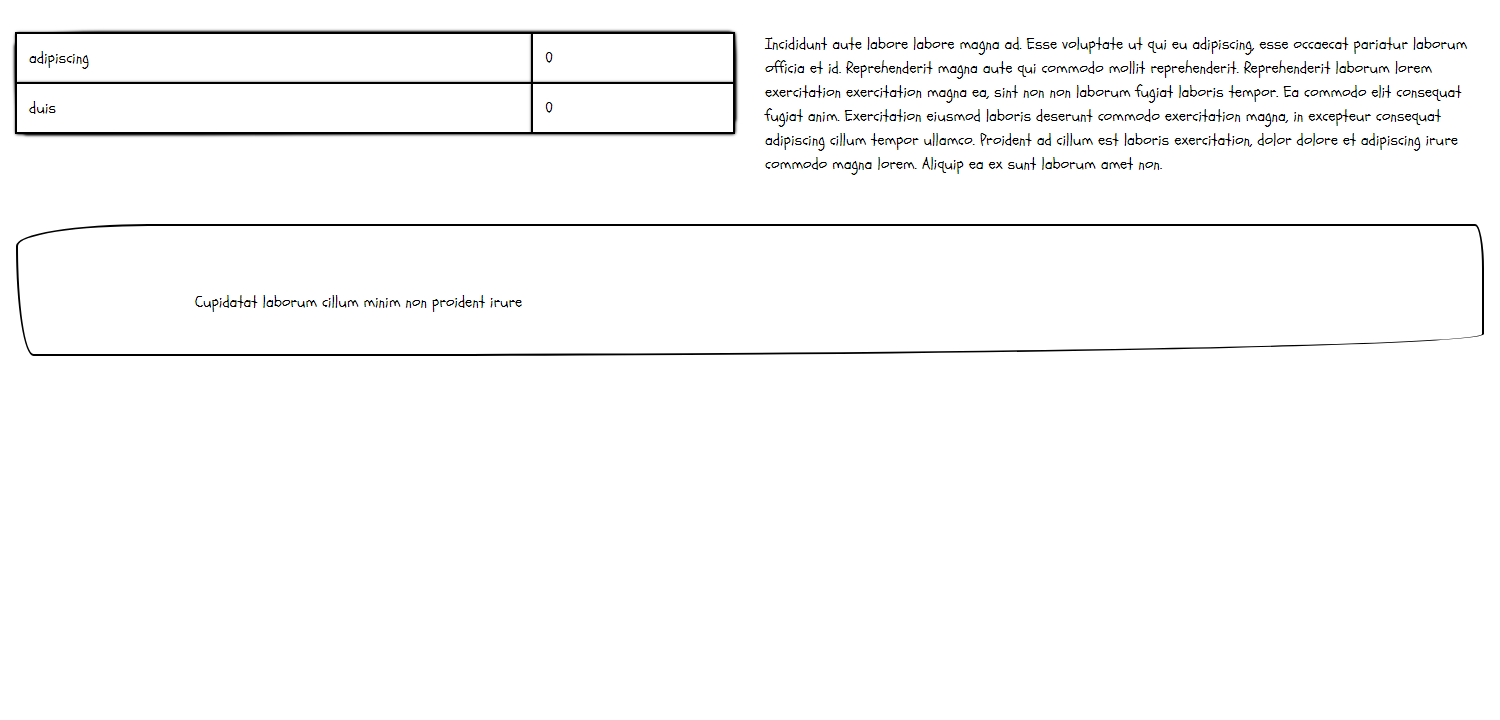 adipiscing 0
duis 0
Incididunt aute labore labore magna ad. Esse voluptate ut qui eu adipiscing, esse occaecat pariatur laborum
officia et id. Reprehenderit magna aute qui commodo mollit reprehenderit. Reprehenderit laborum lorem
exercitation exercitation magna ea, sint non non laborum fugiat laboris tempor. Ea commodo elit consequat
fugiat anim. Exercitation eiusmod laboris deserunt commodo exercitation magna, in excepteur consequat
adipiscing cillum tempor ullamco. Proident ad cillum est laboris exercitation, dolor dolore et adipiscing irure
commodo magna lorem. Aliquip ea ex sunt laborum amet non.
Cupidatat laborum cillum minim non proident irure